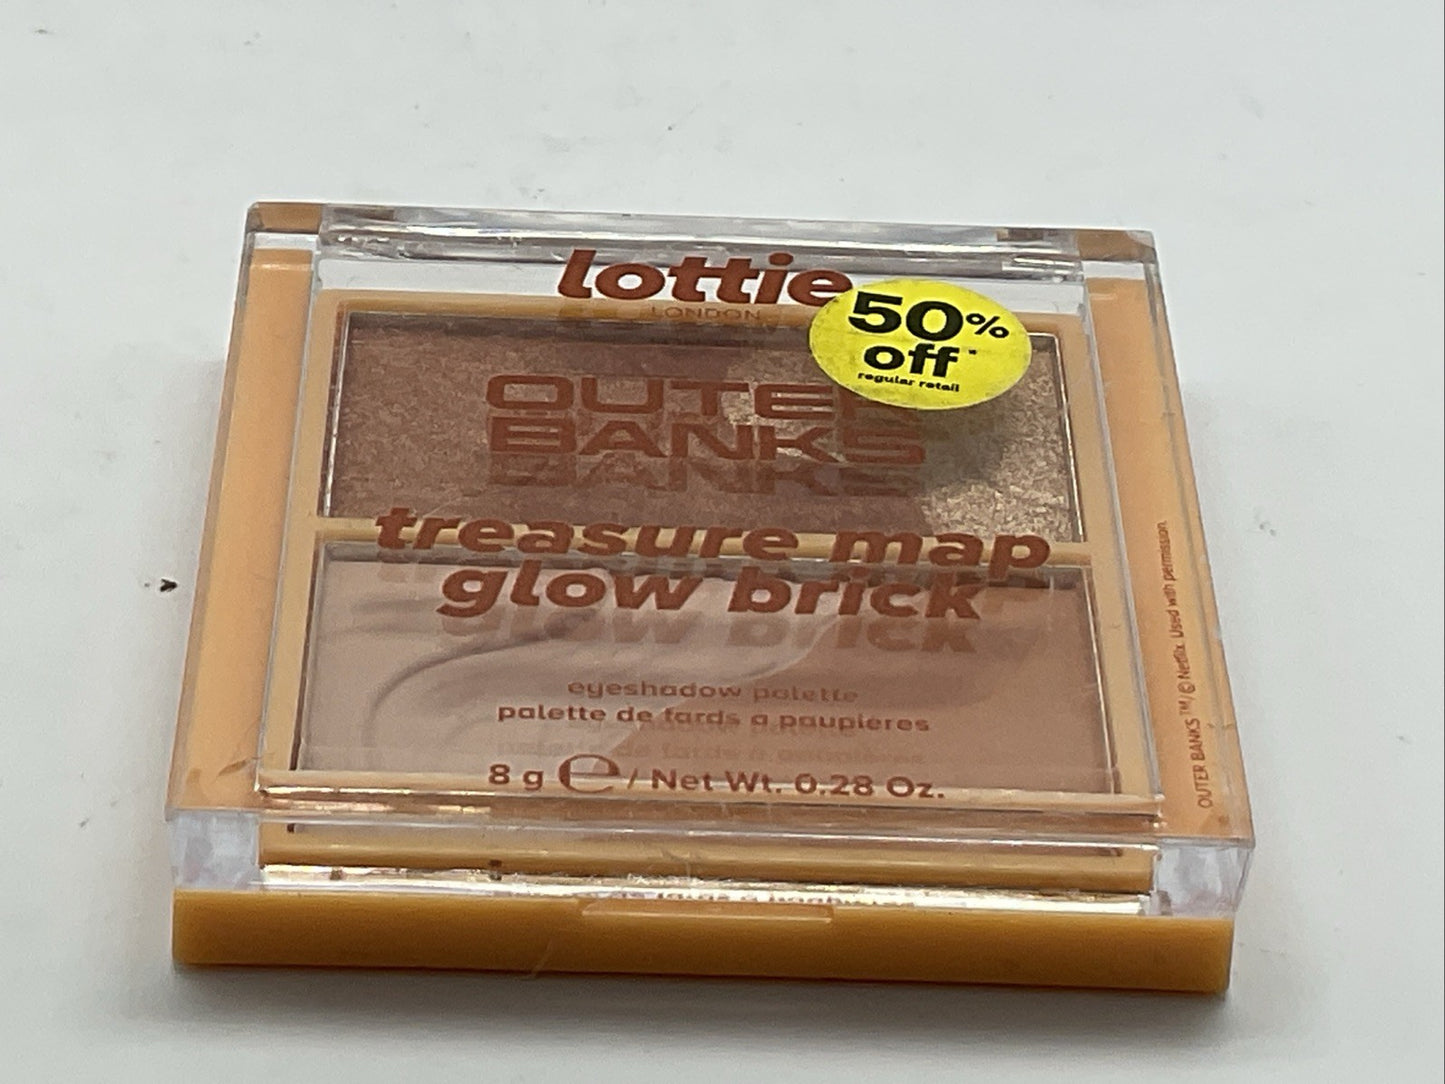 lottie
LONDON
50%
off*
regular retail
OUTER
BANKS
treasure map
glow brick
eyeshadow palette
palette de fards a paupieres
8 g ℮ / Net Wt. 0.28 Oz.
OUTER BANKS ™/© Netflix. Used with permission.